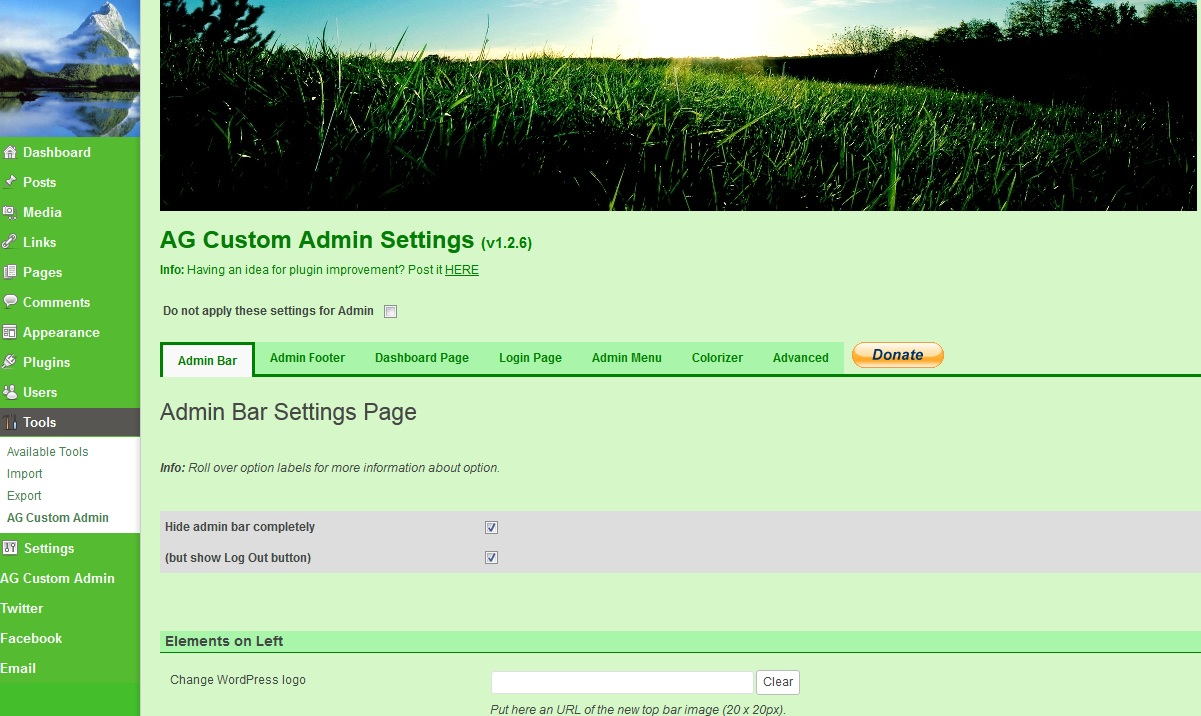 Dashboard
Posts
Media
Links
Pages
Comments
Appearance
Plugins
Users
Tools
Available Tools
Import
Export
AG Custom Admin
Settings
AG Custom Admin
Twitter
Facebook
Email
AG Custom Admin Settings (v1.2.6)
Info: Having an idea for plugin improvement? Post it HERE
Do not apply these settings for Admin
Admin Bar Admin Footer Dashboard Page Login Page Admin Menu Colorizer Advanced Donate
Admin Bar Settings Page
Info: Roll over option labels for more information about option.
Hide admin bar completely
(but show Log Out button)
Elements on Left
Change WordPress logo Clear
Put here an URL of the new top bar image (20 x 20px).